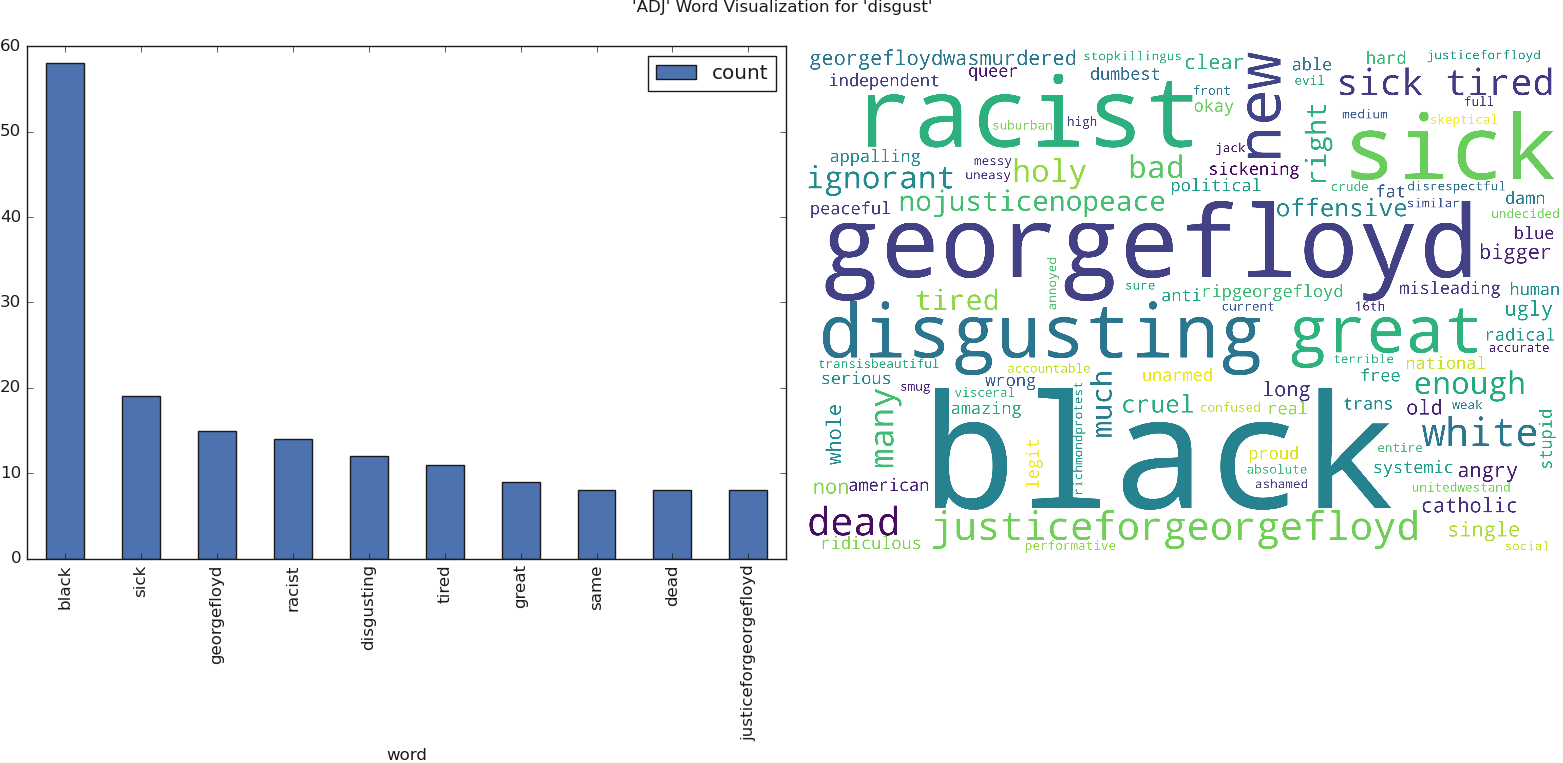 'ADJ' Word Visualization for 'disgust'
60
50
40
30
20
10
0
count
black
sick
georgefloyd
racist
disgusting
tired
great
same
dead
justiceforgeorgefloyd
word
georgefloydwasmurdered
stopkillingus
clear
new
able
hard
justiceforfloyd
independent
queer
dumbest
evil
sick tired
racist
front
okay
full
suburban
high
right
medium
skeptical
sick
appalling
messy
jack
ignorant
uneasy
holy
bad
sickening
political
crude
fat
disrespectful
damn
peaceful
nojusticenopeace
offensive
similar
undecided
georgefloyd
blue
bigger
annoyed
sure
anti
ripgeorgefloyd
misleading
human
tired
current
16th
ugly
disgusting
great
radical
accurate
transisbeautiful
accountable
terrible
national
serious
smug
wrong
unarmed
free
enough
visceral
much
long
whole
many
amazing
black
cruel
confused
real
trans
old
weak
white
stupid
legit
richmondprotest
proud
entire
absolute
systemic
angry
non
american
ashamed
unitedwestand
catholic
dead
justiceforgeorgefloyd
single
ridiculous
performative
social